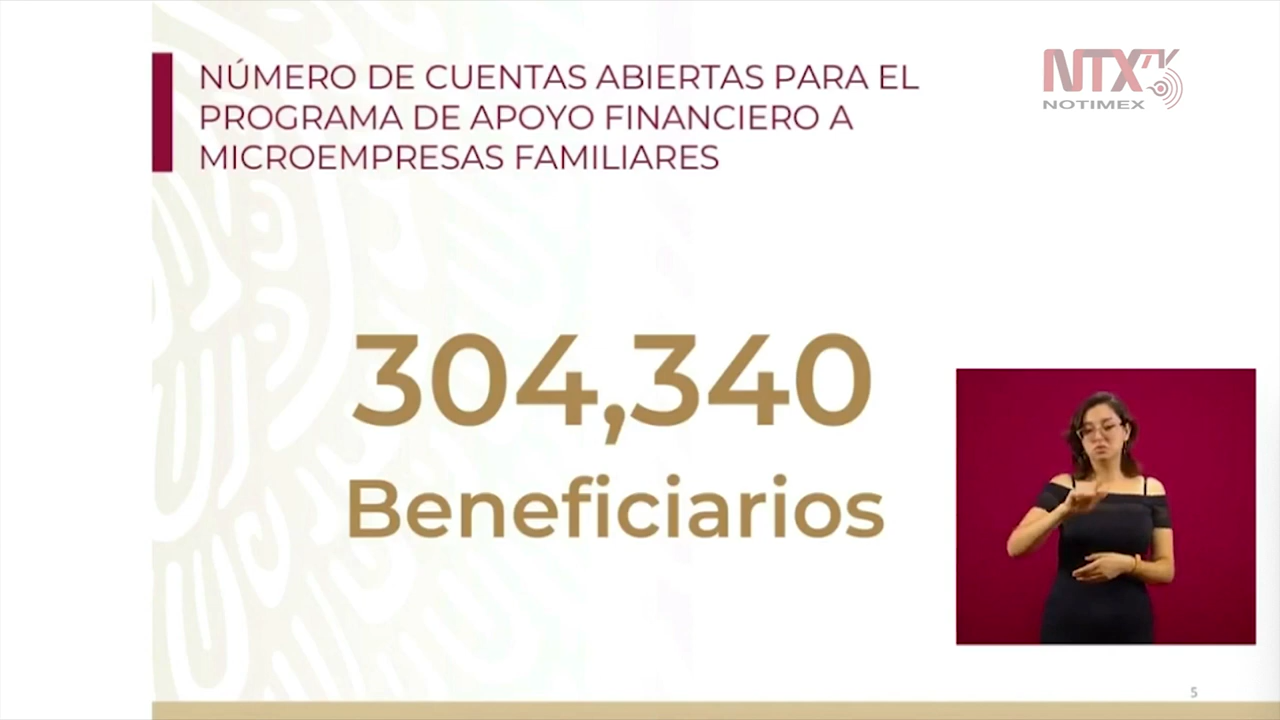 NÚMERO DE CUENTAS ABIERTAS PARA EL
PROGRAMA DE APOYO FINANCIERO A
MICROEMPRESAS FAMILIARES
NTX
NOTIMEX
304,340
Beneficiarios
5